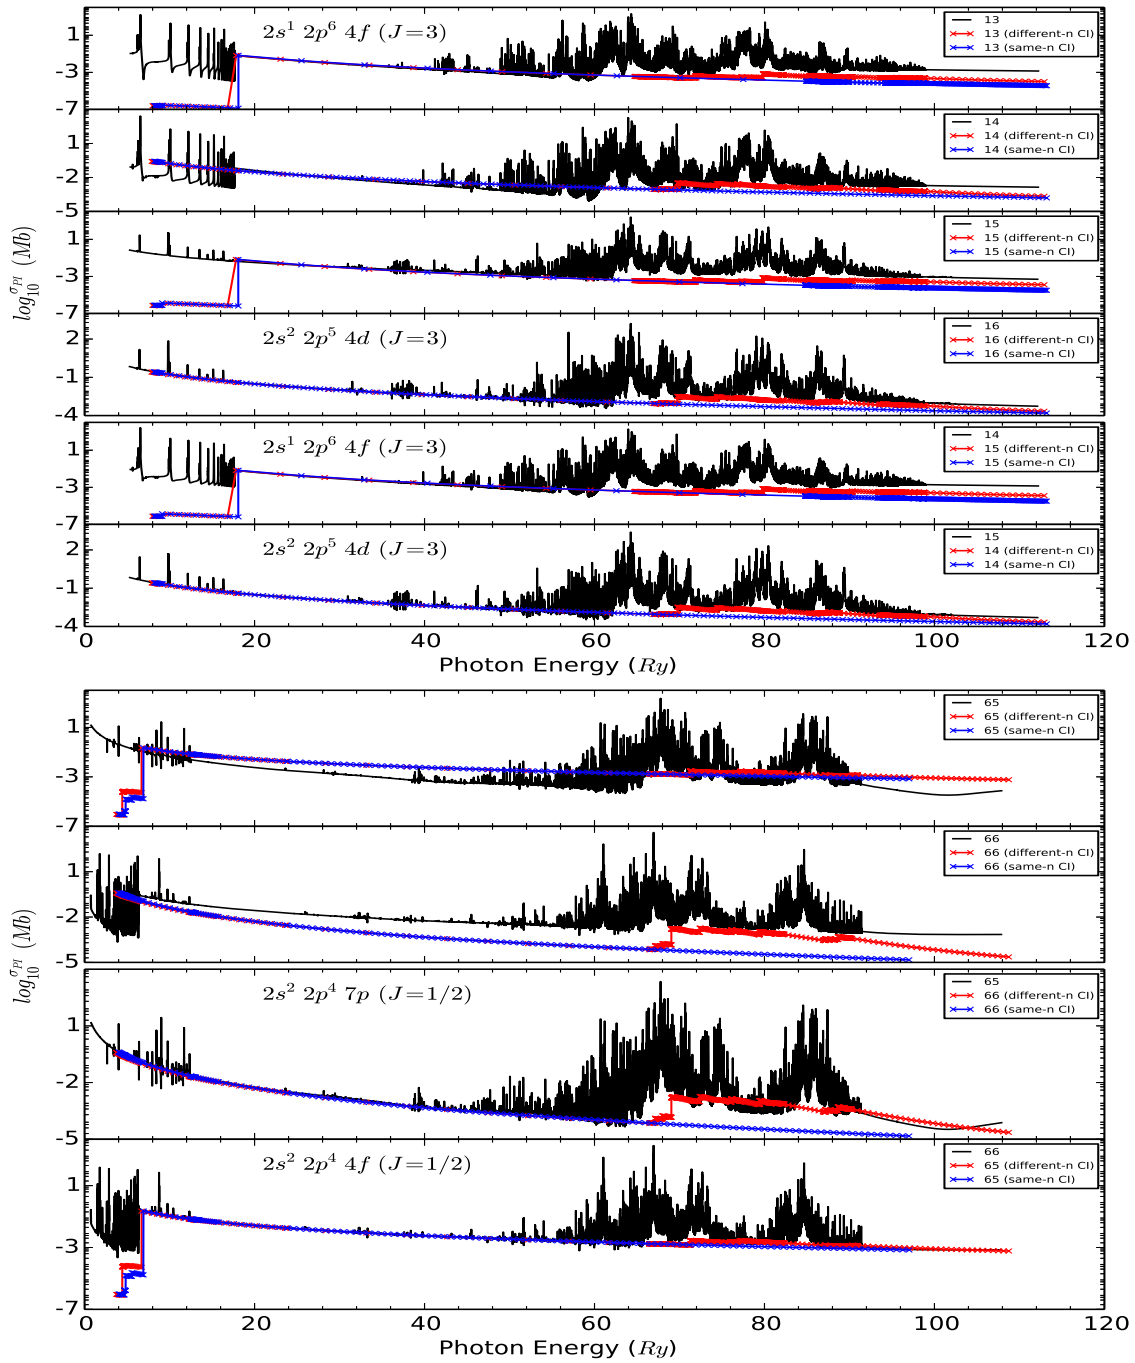 2s¹ 2p⁶ 4f (J=3)
1
-3
-7
13
13 (different-n CI)
13 (same-n CI)
1
-2
-5
14
14 (different-n CI)
14 (same-n CI)
log₁₀^σPI (Mb)
1
-3
-7
15
15 (different-n CI)
15 (same-n CI)
2s² 2p⁵ 4d (J=3)
2
-1
-4
16
16 (different-n CI)
16 (same-n CI)
2s¹ 2p⁶ 4f (J=3)
1
-3
-7
14
15 (different-n CI)
15 (same-n CI)
2s² 2p⁵ 4d (J=3)
2
-1
-4
15
14 (different-n CI)
14 (same-n CI)
0 20 40 60 80 100 120
Photon Energy (Ry)
1
-3
-7
65
65 (different-n CI)
65 (same-n CI)
1
-2
-5
66
66 (different-n CI)
66 (same-n CI)
log₁₀^σPI (Mb)
2s² 2p⁴ 7p (J=1/2)
1
-2
-5
65
66 (different-n CI)
66 (same-n CI)
2s² 2p⁴ 4f (J=1/2)
1
-3
-7
66
65 (different-n CI)
65 (same-n CI)
0 20 40 60 80 100 120
Photon Energy (Ry)